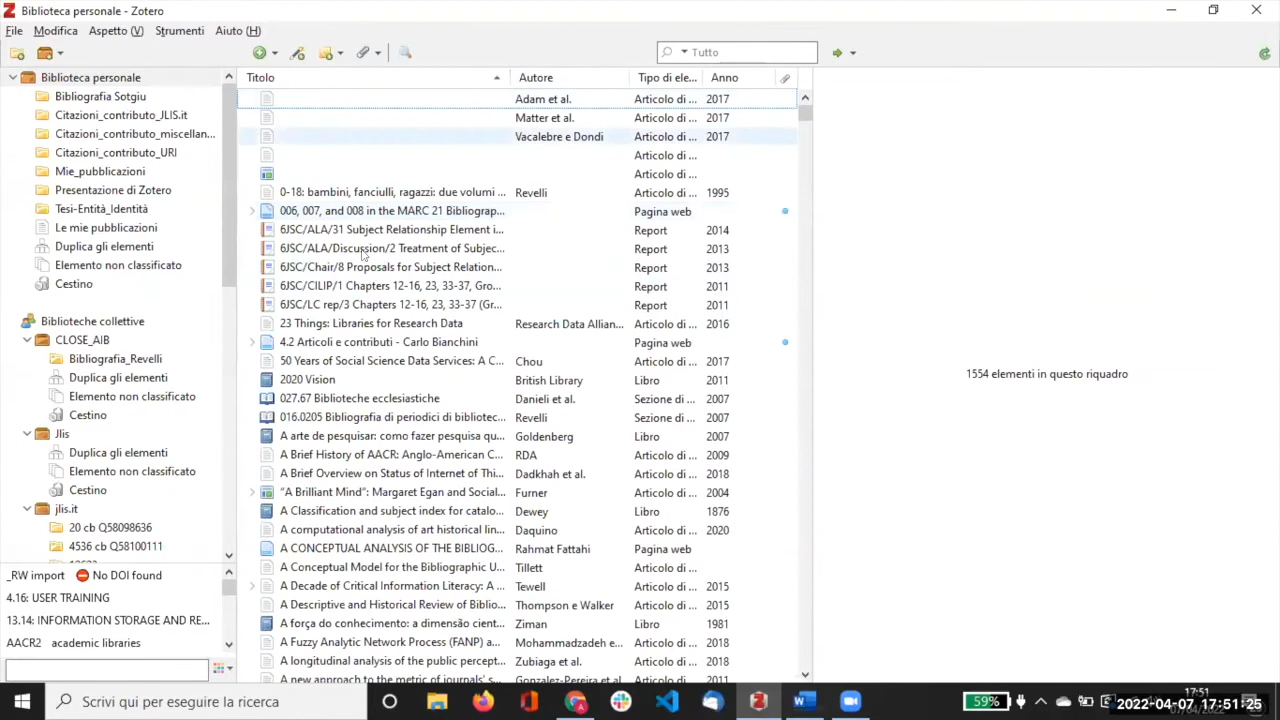 Biblioteca personale - Zotero
File Modifica Aspetto (V) Strumenti Aiuto (H)
Tutto
Biblioteca personale
Bibliografia Sotgiu
Citazioni_contributo_JLIS.it
Citazioni_contributo_miscellan...
Citazioni_contributo_URI
Mie_pubblicazioni
Presentazione di Zotero
Tesi-Entità_Identità
Le mie pubblicazioni
Duplica gli elementi
Elemento non classificato
Cestino
Biblioteche collettive
CLOSE_AIB
Bibliografia_Revelli
Duplica gli elementi
Elemento non classificato
Cestino
Jlis
Duplica gli elementi
Elemento non classificato
Cestino
jlis.it
20 cb Q58098636
4536 cb Q58100111
_RW import No DOI found
4.16: USER TRAINING
13.14: INFORMATION STORAGE AND RE...
AACR2 academic libraries
Titolo Autore Tipo di ele... Anno
Adam et al. Articolo di ... 2017
Matter et al. Articolo di ... 2017
Vacalebre e Dondi Articolo di ... 2017
Articolo di ...
Articolo di ...
0-18: bambini, fanciulli, ragazzi: due volumi ... Revelli Articolo di ... 1995
006, 007, and 008 in the MARC 21 Bibliograp... Pagina web
6JSC/ALA/31 Subject Relationship Element i... Report 2014
6JSC/ALA/Discussion/2 Treatment of Subjec... Report 2013
6JSC/Chair/8 Proposals for Subject Relation... Report 2013
6JSC/CILIP/1 Chapters 12-16, 23, 33-37, Gro... Report 2011
6JSC/LC rep/3 Chapters 12-16, 23, 33-37 (Gr... Report 2011
23 Things: Libraries for Research Data Research Data Allian... Articolo di ... 2016
4.2 Articoli e contributi - Carlo Bianchini Pagina web
50 Years of Social Science Data Services: A C... Chou Articolo di ... 2017
2020 Vision British Library Libro 2011
027.67 Biblioteche ecclesiastiche Danieli et al. Sezione di ... 2007
016.0205 Bibliografia di periodici di bibliotec... Revelli Sezione di ... 2007
A arte de pesquisar: como fazer pesquisa qu... Goldenberg Libro 2007
A Brief History of AACR: Anglo-American C... RDA Articolo di ... 2009
A Brief Overview on Status of Internet of Thi... Dadkhah et al. Articolo di ... 2018
“A Brilliant Mind”: Margaret Egan and Social... Furner Articolo di ... 2004
A Classification and subject index for catalo... Dewey Libro 1876
A computational analysis of art historical lin... Daquino Articolo di ... 2020
A CONCEPTUAL ANALYSIS OF THE BIBLIOG... Rahmat Fattahi Pagina web
A Conceptual Model for the Bibliographic U... Tillett Articolo di ...
A Decade of Critical Information Literacy: A ... Tewell Articolo di ... 2015
A Descriptive and Historical Review of Biblio... Thompson e Walker Articolo di ... 2015
A força do conhecimento: a dimensão cient... Ziman Libro 1981
A Fuzzy Analytic Network Process (FANP) a... Mohammadzadeh e... Articolo di ... 2018
A longitudinal analysis of the public percept... Zubiaga et al. Articolo di ... 2018
A new approach to the metric of journals' s... Gonzalez-Pereira et al. Articolo di ... 2011
1554 elementi in questo riquadro
Scrivi qui per eseguire la ricerca
59%
17:51
2022-04-07 17:51:25